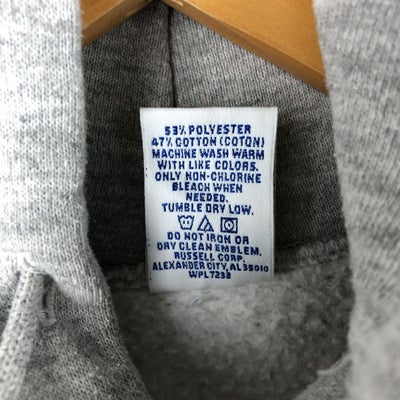 53% POLYESTER
47% COTTON (COTON)
MACHINE WASH WARM
WITH LIKE COLORS.
ONLY NON-CHLORINE
BLEACH WHEN
NEEDED.
TUMBLE DRY LOW.
DO NOT IRON OR
DRY CLEAN EMBLEM.
RUSSELL CORP.
ALEXANDER CITY, AL 35010
WPL7233